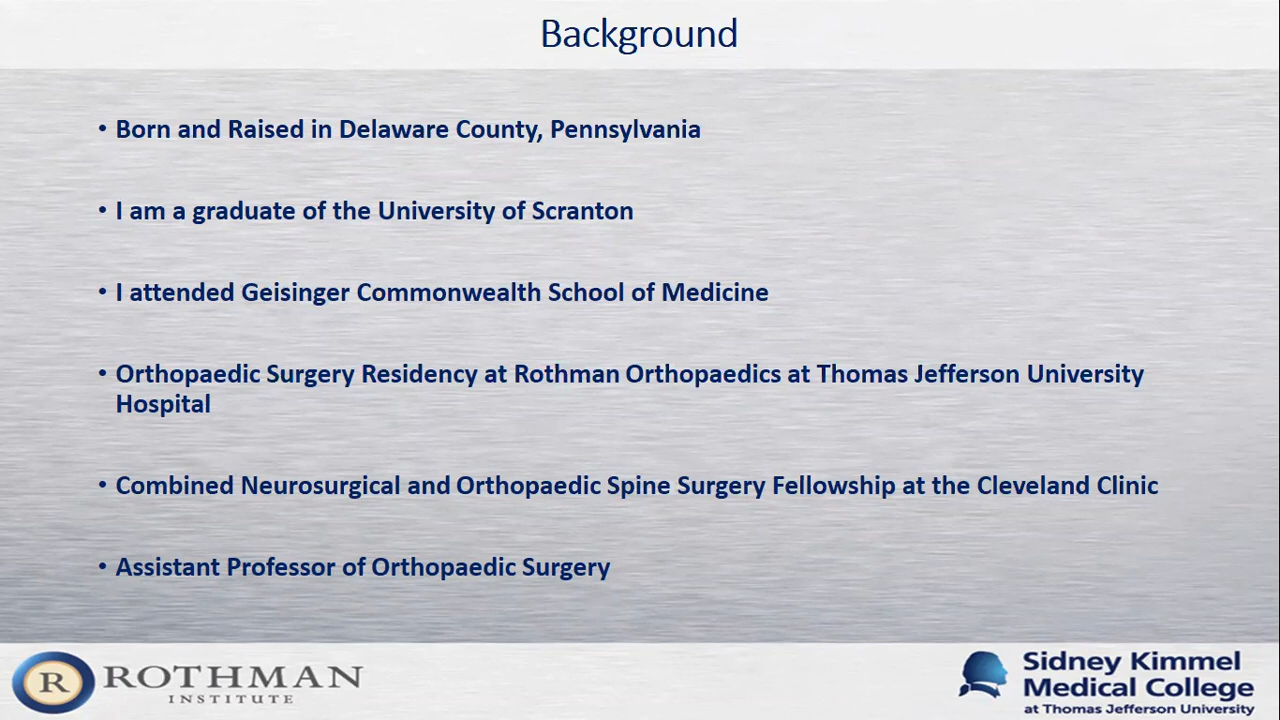 Background
• Born and Raised in Delaware County, Pennsylvania
• I am a graduate of the University of Scranton
• I attended Geisinger Commonwealth School of Medicine
• Orthopaedic Surgery Residency at Rothman Orthopaedics at Thomas Jefferson University
Hospital
• Combined Neurosurgical and Orthopaedic Spine Surgery Fellowship at the Cleveland Clinic
• Assistant Professor of Orthopaedic Surgery
R ROTHMAN
INSTITUTE
Sidney Kimmel
Medical College
at Thomas Jefferson University